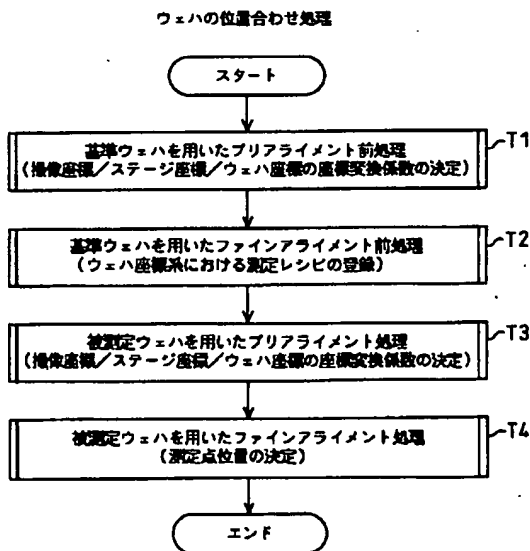 ウェハの位置合わせ処理
スタート
基準ウェハを用いたプリアライメント前処理
(撮像座標/ステージ座標/ウェハ座標の座標変換係数の決定)
T1
基準ウェハを用いたファインアライメント前処理
(ウェハ座標系における測定レシピの登録)
T2
被測定ウェハを用いたプリアライメント処理
(撮像座標/ステージ座標/ウェハ座標の座標変換係数の決定)
T3
被測定ウェハを用いたファインアライメント処理
(測定点位置の決定)
T4
エンド